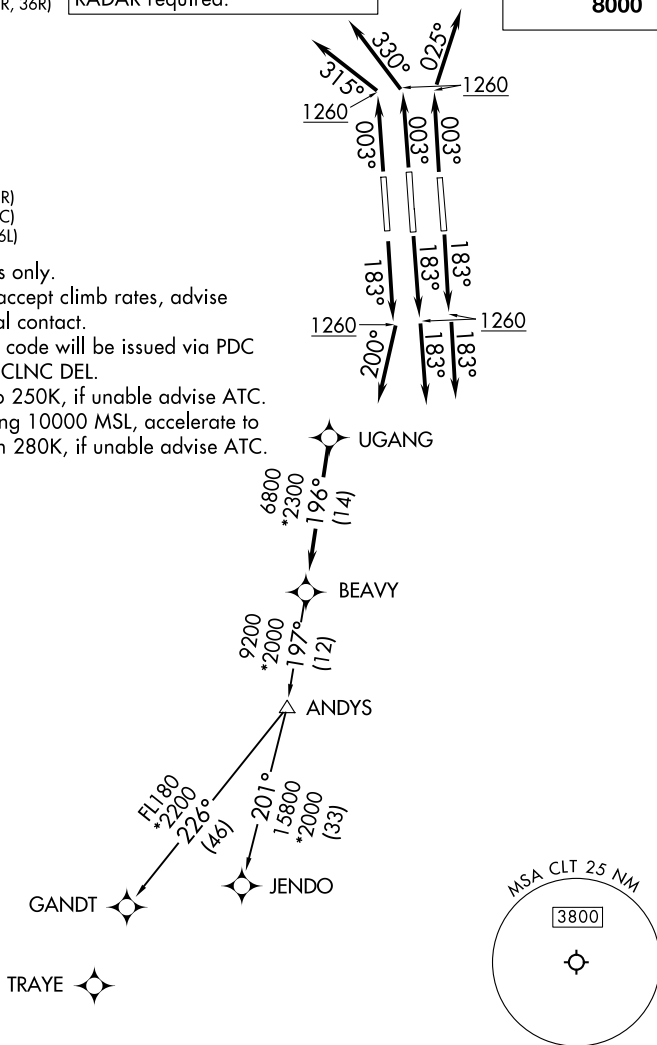 R, 36R)
RADAR required.
8000
330°
025°
315°
1260
1260
003°
003°
003°
R)
C)
6L)
s only.
accept climb rates, advise
al contact.
code will be issued via PDC
CLNC DEL.
o 250K, if unable advise ATC.
ng 10000 MSL, accelerate to
n 280K, if unable advise ATC.
183°
183°
183°
1260
1260
200°
183°
183°
UGANG
6800
*2300
196°
(14)
BEAVY
9200
*2000
197°
(12)
ANDYS
FL180
*2200
226°
(46)
201°
15800
*2000
(33)
GANDT
JENDO
TRAYE
MSA CLT 25 NM
3800